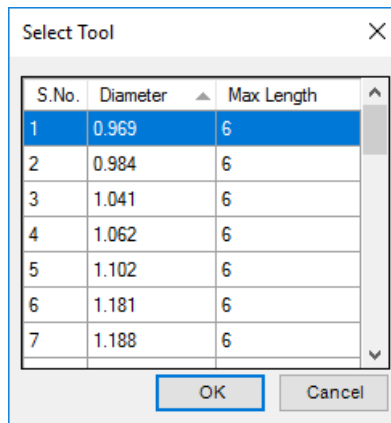 Select Tool
S.No. Diameter Max Length
1 0.969 6
2 0.984 6
3 1.041 6
4 1.062 6
5 1.102 6
6 1.181 6
7 1.188 6
OK Cancel